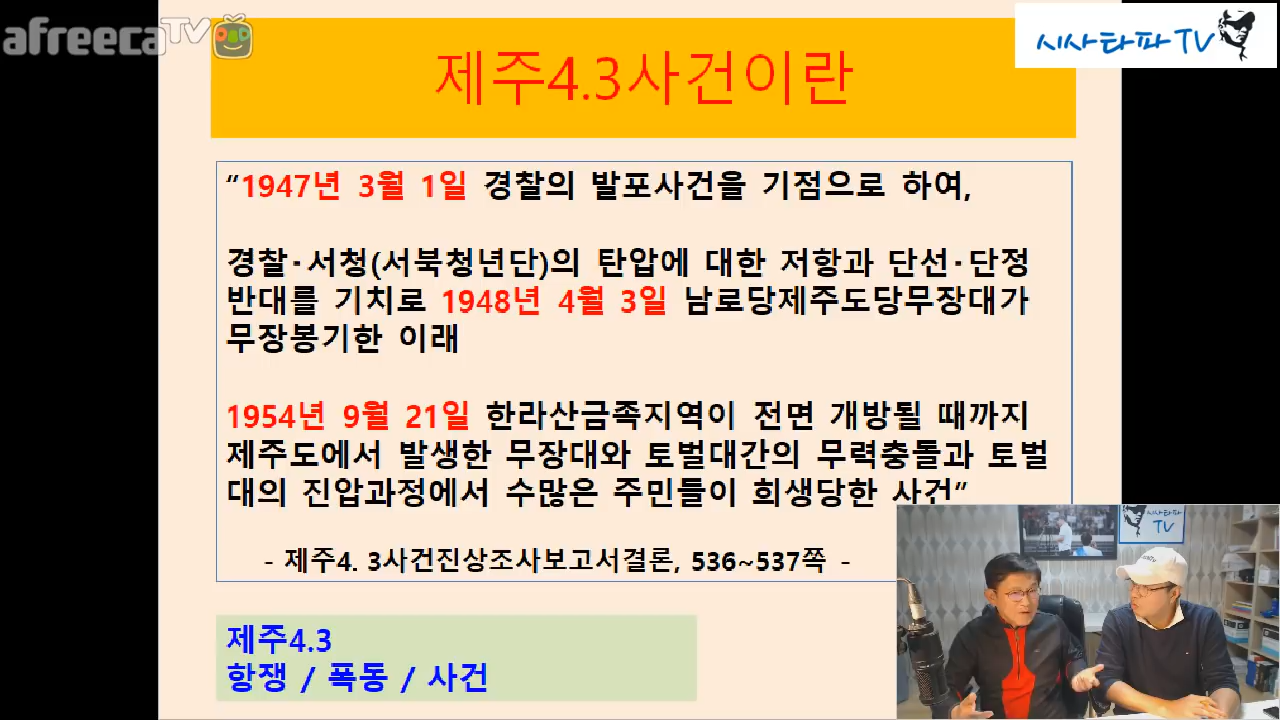 afreecaTV
시사타파TV
제주4.3사건이란
“1947년 3월 1일 경찰의 발포사건을 기점으로 하여,
경찰·서청(서북청년단)의 탄압에 대한 저항과 단선·단정
반대를 기치로 1948년 4월 3일 남로당제주도당무장대가
무장봉기한 이래
1954년 9월 21일 한라산금족지역이 전면 개방될 때까지
제주도에서 발생한 무장대와 토벌대간의 무력충돌과 토벌
대의 진압과정에서 수많은 주민들이 희생당한 사건”
- 제주4. 3사건진상조사보고서결론, 536~537쪽 -
제주4.3
항쟁 / 폭동 / 사건
시사타파
TV